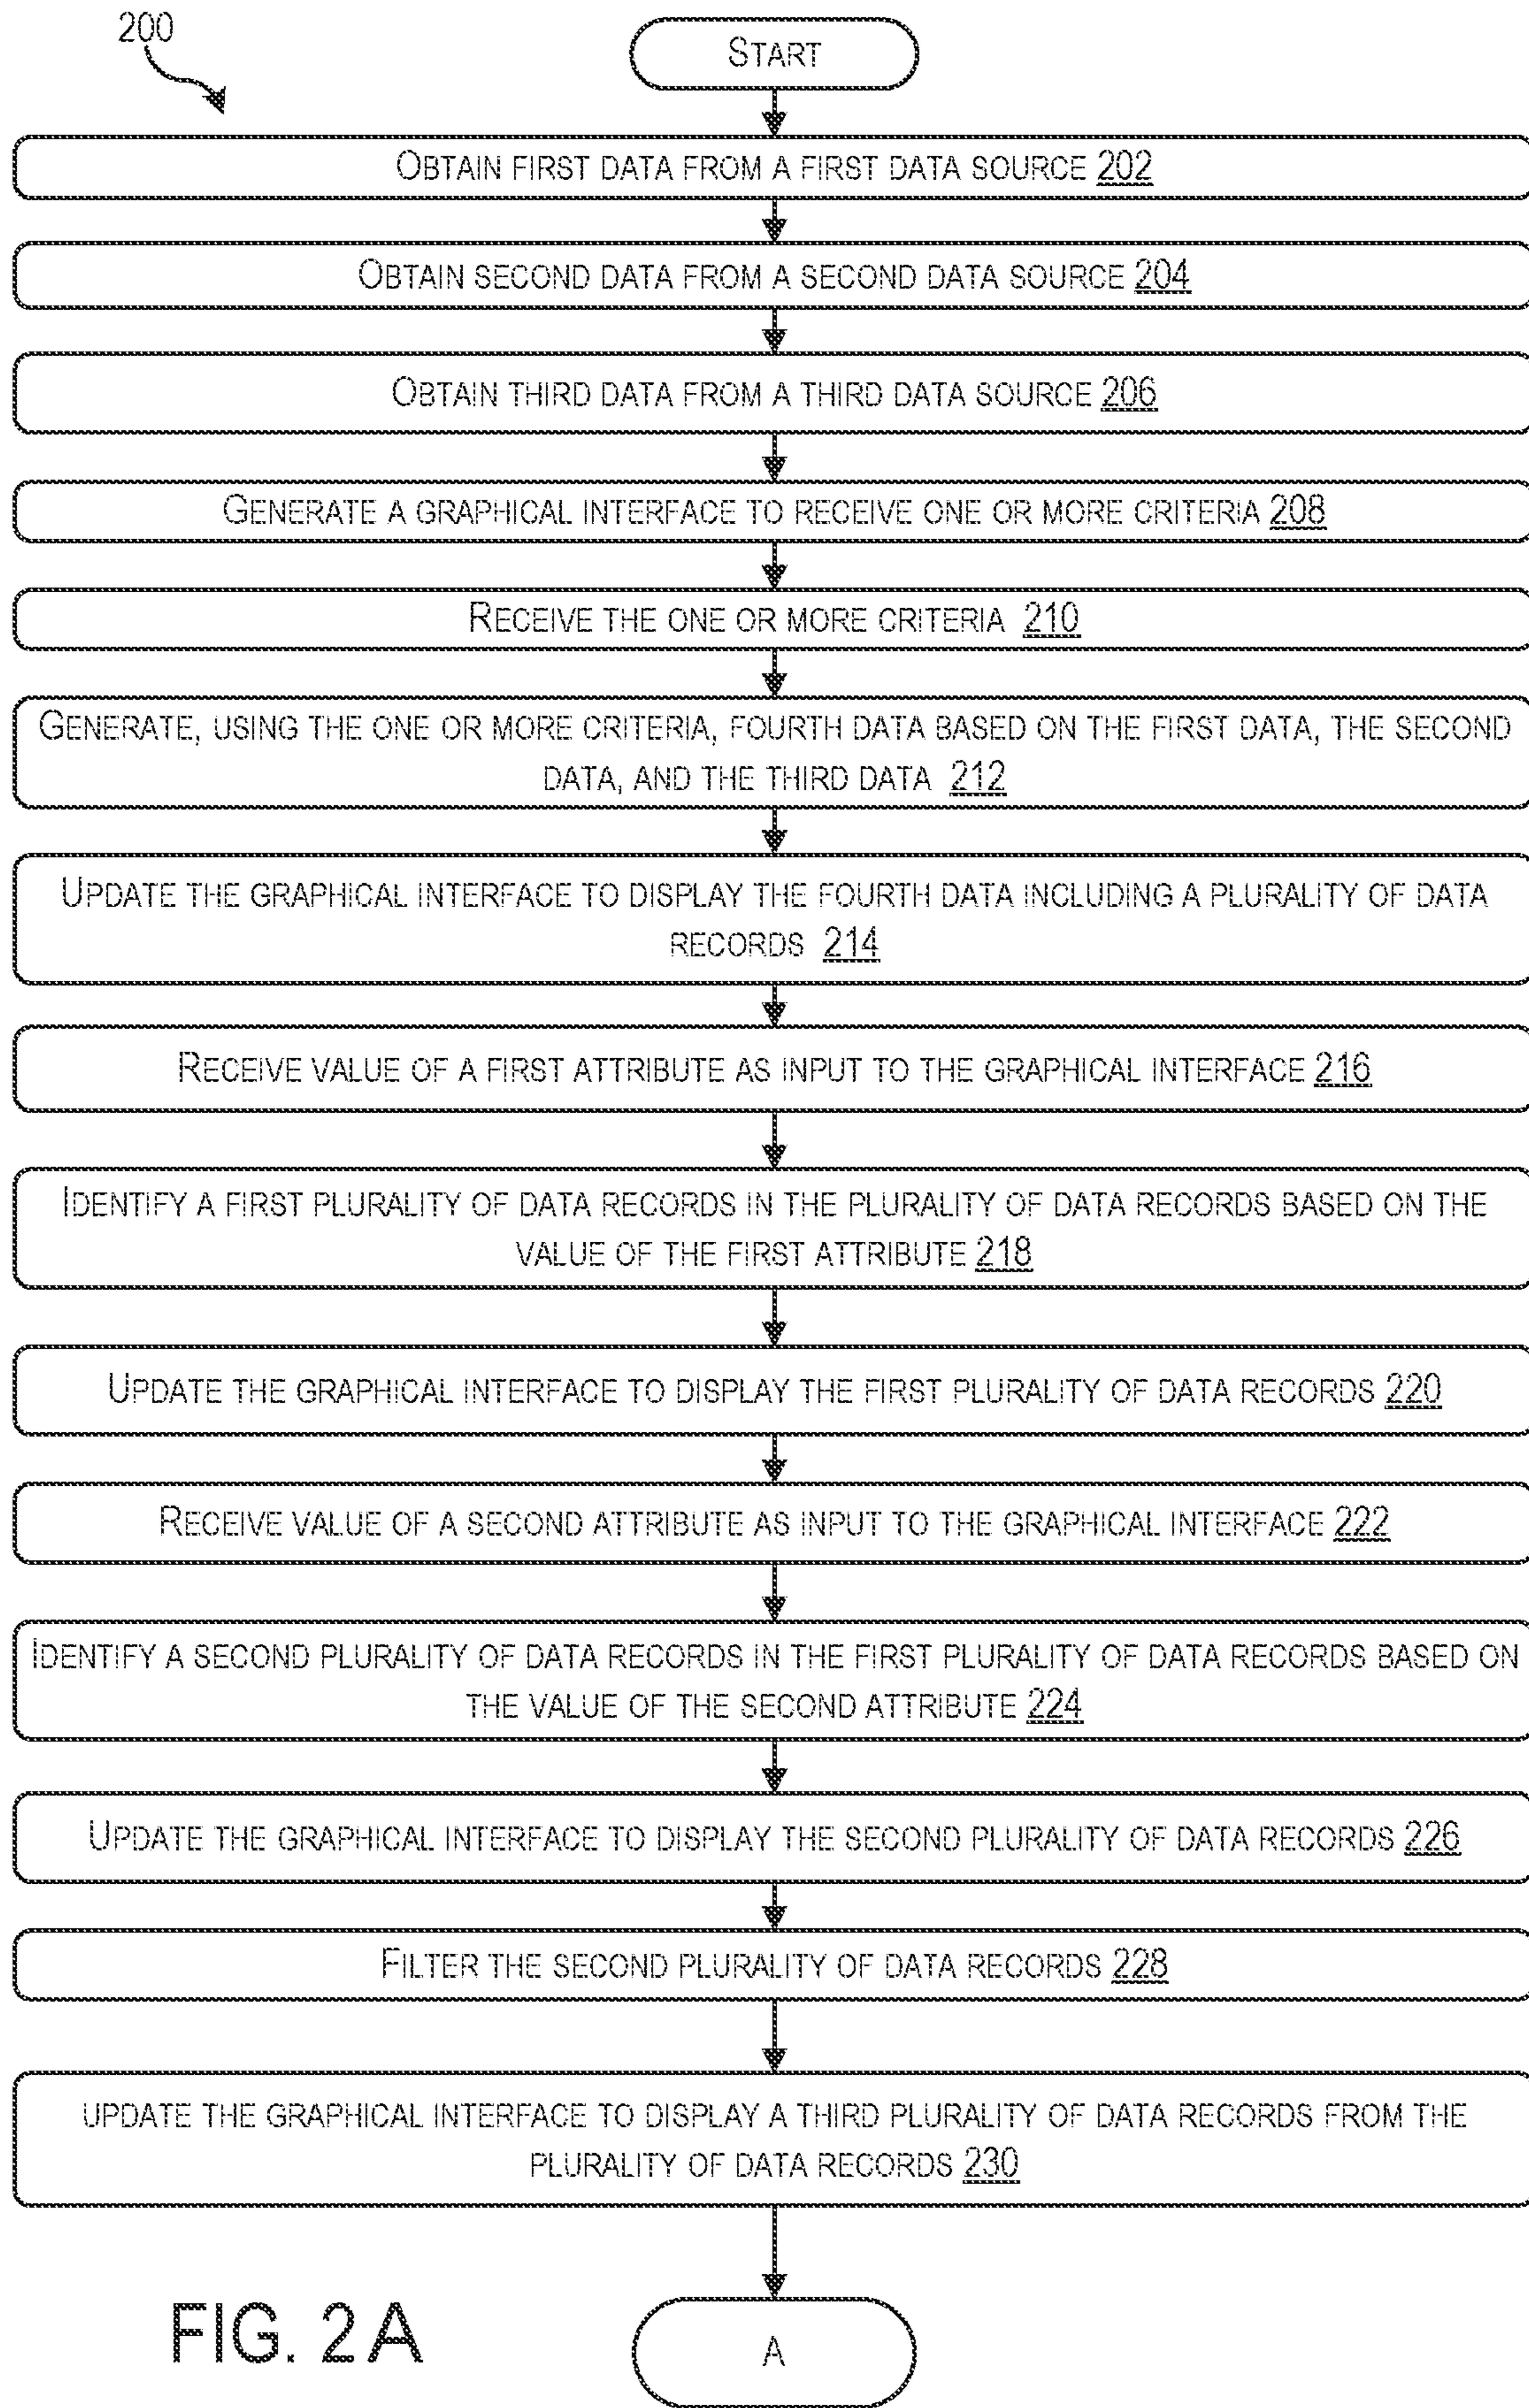 200
START
OBTAIN FIRST DATA FROM A FIRST DATA SOURCE 202
OBTAIN SECOND DATA FROM A SECOND DATA SOURCE 204
OBTAIN THIRD DATA FROM A THIRD DATA SOURCE 206
GENERATE A GRAPHICAL INTERFACE TO RECEIVE ONE OR MORE CRITERIA 208
RECEIVE THE ONE OR MORE CRITERIA 210
GENERATE, USING THE ONE OR MORE CRITERIA, FOURTH DATA BASED ON THE FIRST DATA, THE SECOND
DATA, AND THE THIRD DATA 212
UPDATE THE GRAPHICAL INTERFACE TO DISPLAY THE FOURTH DATA INCLUDING A PLURALITY OF DATA
RECORDS 214
RECEIVE VALUE OF A FIRST ATTRIBUTE AS INPUT TO THE GRAPHICAL INTERFACE 216
IDENTIFY A FIRST PLURALITY OF DATA RECORDS IN THE PLURALITY OF DATA RECORDS BASED ON THE
VALUE OF THE FIRST ATTRIBUTE 218
UPDATE THE GRAPHICAL INTERFACE TO DISPLAY THE FIRST PLURALITY OF DATA RECORDS 220
RECEIVE VALUE OF A SECOND ATTRIBUTE AS INPUT TO THE GRAPHICAL INTERFACE 222
IDENTIFY A SECOND PLURALITY OF DATA RECORDS IN THE FIRST PLURALITY OF DATA RECORDS BASED ON
THE VALUE OF THE SECOND ATTRIBUTE 224
UPDATE THE GRAPHICAL INTERFACE TO DISPLAY THE SECOND PLURALITY OF DATA RECORDS 226
FILTER THE SECOND PLURALITY OF DATA RECORDS 228
UPDATE THE GRAPHICAL INTERFACE TO DISPLAY A THIRD PLURALITY OF DATA RECORDS FROM THE
PLURALITY OF DATA RECORDS 230
A
FIG. 2A